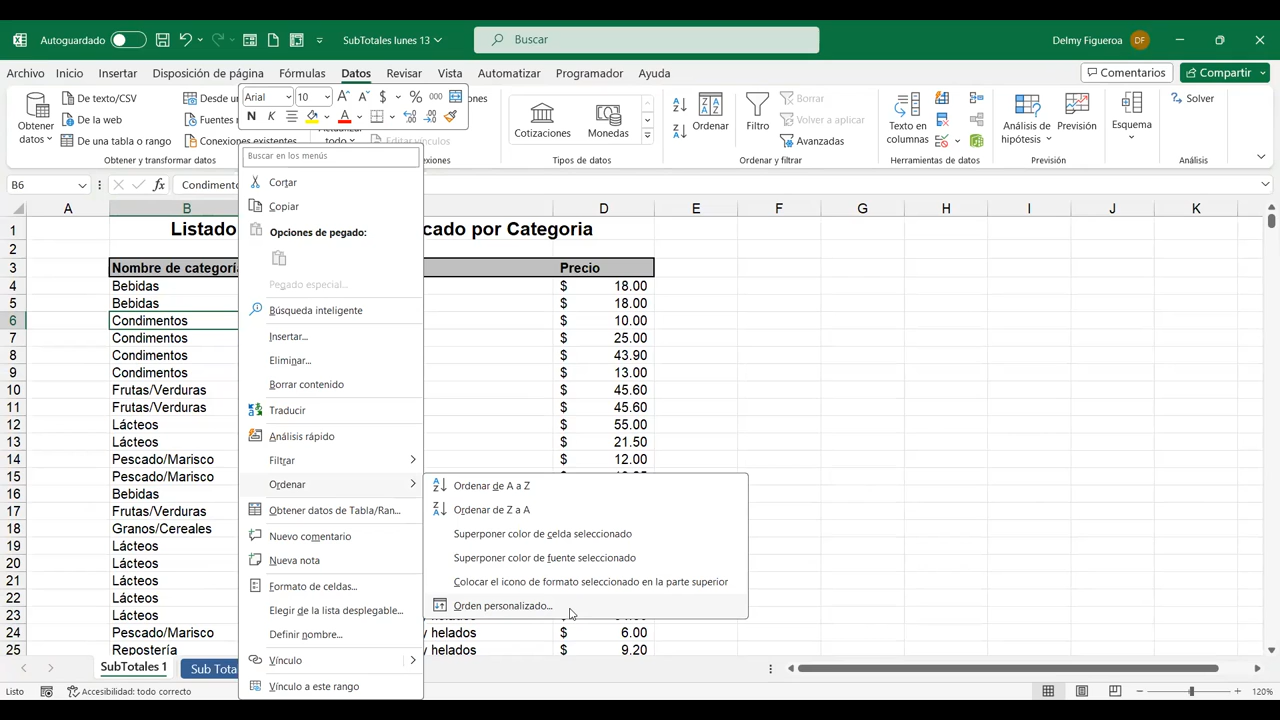 Autoguardado
SubTotales lunes 13
Buscar
Delmy Figueroa DF
Archivo Inicio Insertar Disposición de página Fórmulas Datos Revisar Vista Automatizar Programador Ayuda
Comentarios Compartir
Obtener datos
De texto/CSV
De la web
De una tabla o rango
Fuentes
Conexiones existentes
Obtener y transformar datos
Arial 10
$ % 000
N K A
Tipos de datos
Cotizaciones Monedas
Ordenar
Filtro
Borrar
Volver a aplicar
Avanzadas
Ordenar y filtrar
Texto en columnas
Herramientas de datos
Análisis de hipótesis
Previsión
Previsión
Esquema
Solver
Análisis
B6
fx
A B D E F G H I J K
1 Listado cado por Categoria
2
3 Precio
4 Bebidas $ 18.00
5 Bebidas $ 18.00
6 Condimentos $ 10.00
7 Condimentos $ 25.00
8 Condimentos $ 43.90
9 Condimentos $ 13.00
10 Frutas/Verduras $ 45.60
11 Frutas/Verduras $ 45.60
12 Lácteos $ 55.00
13 Lácteos $ 21.50
14 Pescado/Marisco $ 12.00
15 Pescado/Marisco
16 Bebidas
17 Frutas/Verduras
18 Granos/Cereales
19 Lácteos
20 Lácteos
21 Lácteos
22 Lácteos
23 Lácteos
24 Pescado/Marisco y helados $ 6.00
25 Repostería y helados $ 9.20
Buscar en los menús
Cortar
Copiar
Opciones de pegado:
Pegado especial...
Búsqueda inteligente
Insertar...
Eliminar...
Borrar contenido
Traducir
Análisis rápido
Filtrar
Ordenar
Obtener datos de Tabla/Ran...
Nuevo comentario
Nueva nota
Formato de celdas...
Elegir de la lista desplegable...
Definir nombre...
Vínculo
Vínculo a este rango
Ordenar de A a Z
Ordenar de Z a A
Superponer color de celda seleccionado
Superponer color de fuente seleccionado
Colocar el icono de formato seleccionado en la parte superior
Orden personalizado...
SubTotales 1
Listo
Accesibilidad: todo correcto
120%